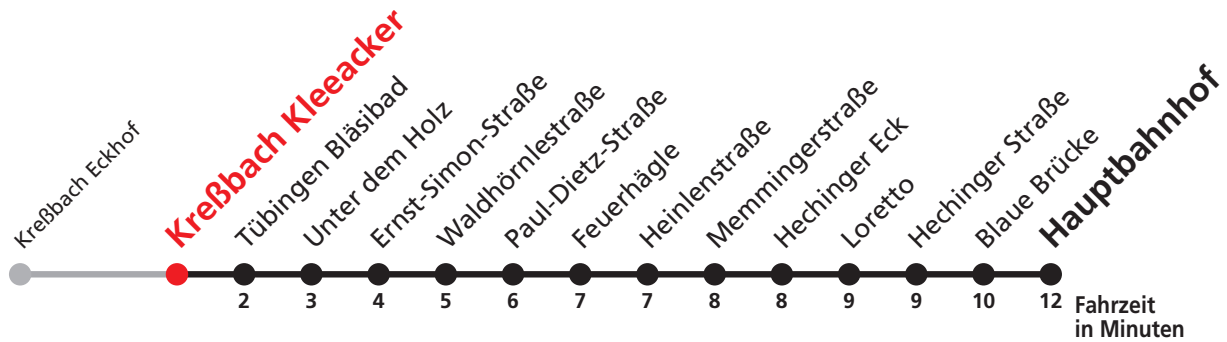 Kreßbach Eckhof
Kreßbach Kleeacker
Tübingen Bläsibad
Unter dem Holz
Ernst-Simon-Straße
Waldhörnlestraße
Paul-Dietz-Straße
Feuerhägle
Heinlenstraße
Memmingerstraße
Hechinger Eck
Loretto
Hechinger Straße
Blaue Brücke
Hauptbahnhof
2 3 4 5 6 7 7 8 8 9 9 10 12
Fahrzeit
in Minuten